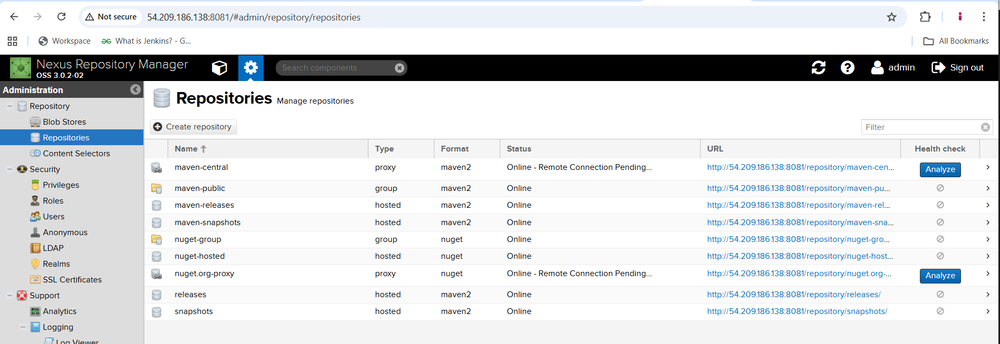 Not secure 54.209.186.138:8081/#admin/repository/repositories
Workspace What is Jenkins? - G... All Bookmarks
Nexus Repository Manager
OSS 3.0.2-02
Search components
admin Sign out
Administration
Repository
Blob Stores
Repositories
Content Selectors
Security
Privileges
Roles
Users
Anonymous
LDAP
Realms
SSL Certificates
Support
Analytics
Logging
Log Viewer
Repositories Manage repositories
Create repository
Filter
Name Type Format Status URL Health check
maven-central proxy maven2 Online - Remote Connection Pending... http://54.209.186.138:8081/repository/maven-cen... Analyze
maven-public group maven2 Online http://54.209.186.138:8081/repository/maven-pu...
maven-releases hosted maven2 Online http://54.209.186.138:8081/repository/maven-rel...
maven-snapshots hosted maven2 Online http://54.209.186.138:8081/repository/maven-sna...
nuget-group group nuget Online http://54.209.186.138:8081/repository/nuget-gro...
nuget-hosted hosted nuget Online http://54.209.186.138:8081/repository/nuget-host...
nuget.org-proxy proxy nuget Online - Remote Connection Pending... http://54.209.186.138:8081/repository/nuget.org-... Analyze
releases hosted maven2 Online http://54.209.186.138:8081/repository/releases/
snapshots hosted maven2 Online http://54.209.186.138:8081/repository/snapshots/